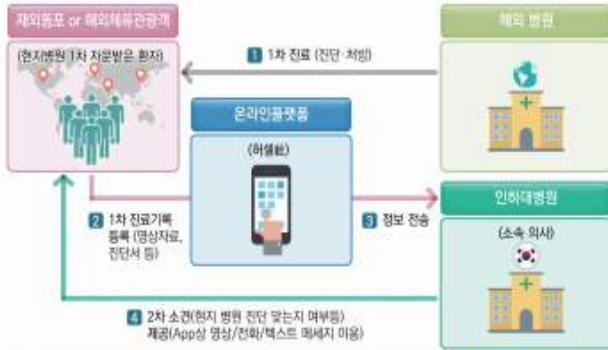 재외동포 or 해외체류관광객
(현지병원 1차 자문받은 환자)
1 1차 진료 (진단·처방)
해외 병원
온라인플랫폼
(허셀社)
2 1차 진료기록
등록 (영상자료,
진단서 등)
3 정보 전송
인하대병원
(소속 의사)
4 2차 소견(현지 병원 진단 맞는지 여부등)
제공(App상 영상/전화/텍스트 메세지 이용)